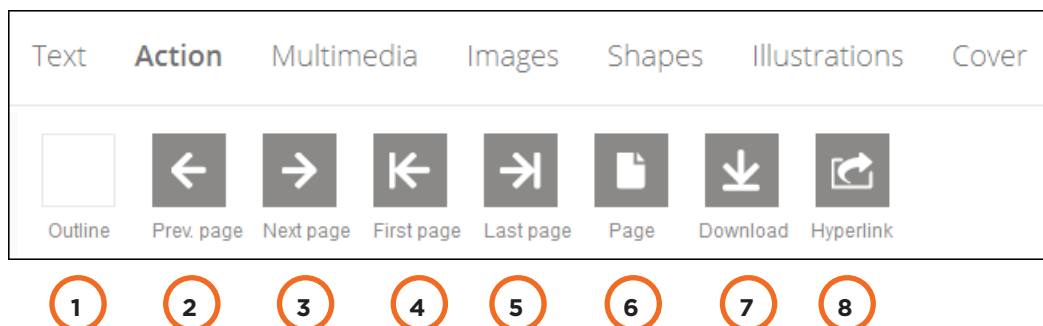 Text Action Multimedia Images Shapes Illustrations Cover
Outline Prev. page Next page First page Last page Page Download Hyperlink
1 2 3 4 5 6 7 8